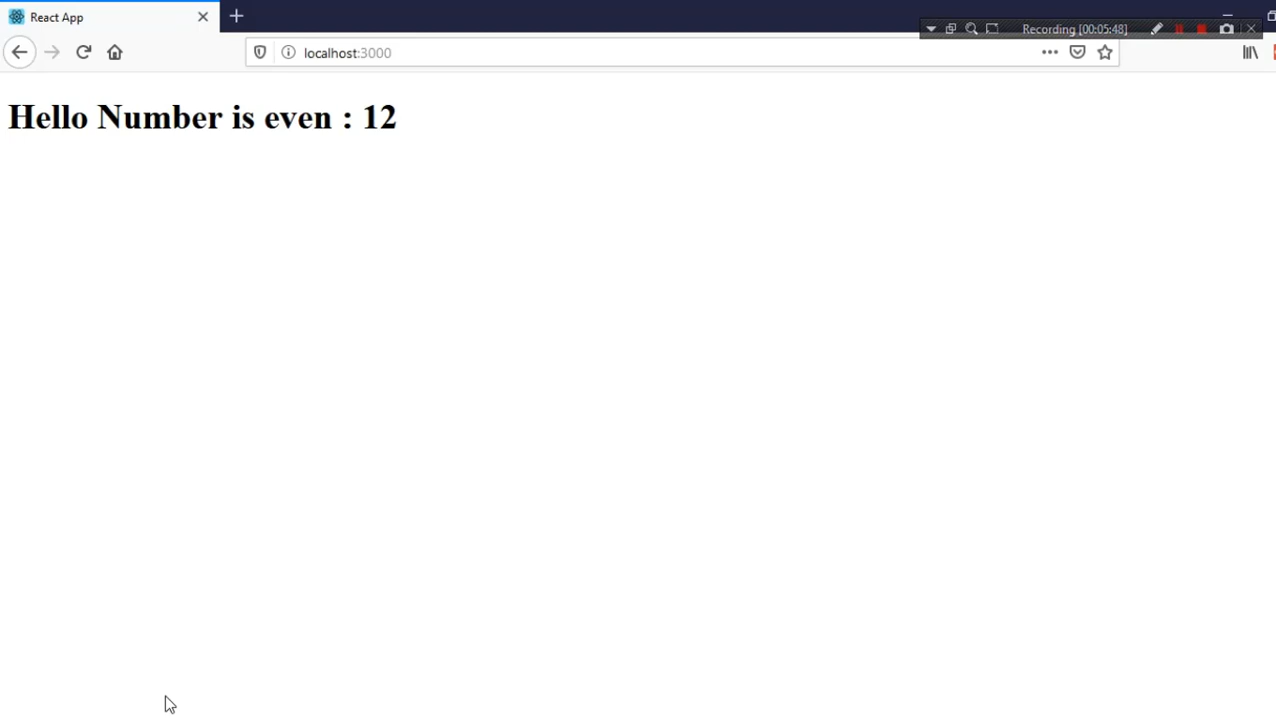 React App
Recording [00:05:48]
localhost:3000
Hello Number is even : 12